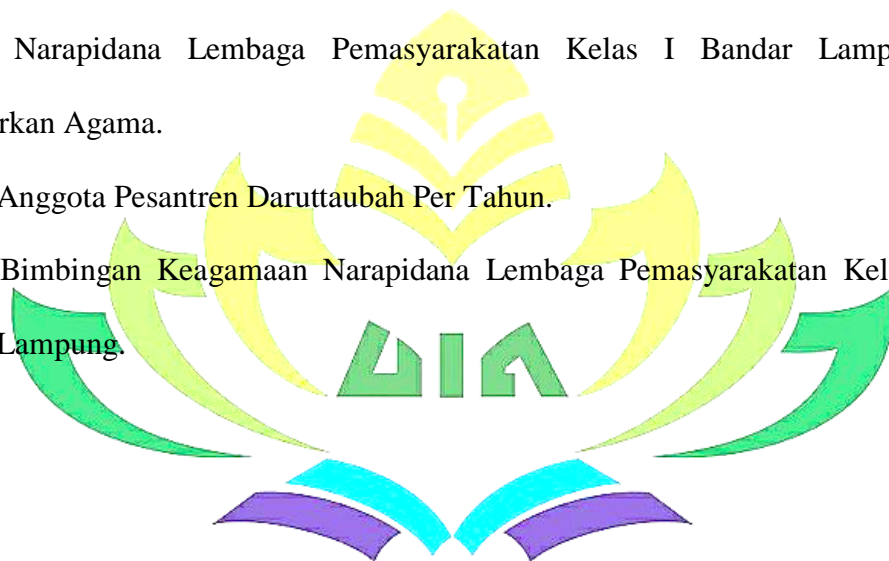 Narapidana Lembaga Pemasyarakatan Kelas I Bandar Lamp
rkan Agama.
Anggota Pesantren Daruttaubah Per Tahun.
Bimbingan Keagamaan Narapidana Lembaga Pemasyarakatan Kel
Lampung.
UIN